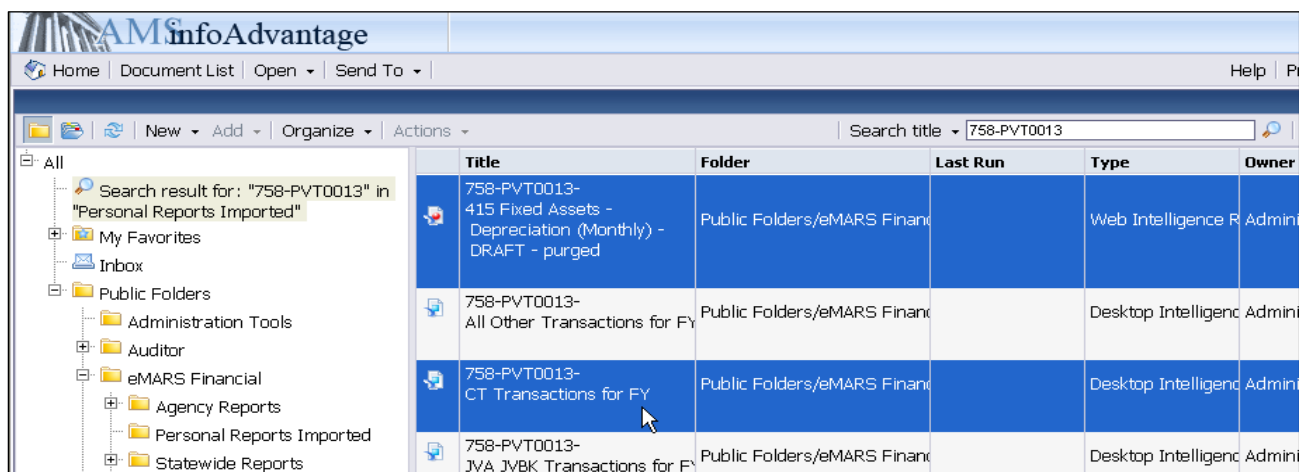 AMSinfoAdvantage
Home Document List Open Send To Help
New Add Organize Actions Search title 758-PVT0013
All
Search result for: "758-PVT0013" in
"Personal Reports Imported"
My Favorites
Inbox
Public Folders
Administration Tools
Auditor
eMARS Financial
Agency Reports
Personal Reports Imported
Statewide Reports
Title Folder Last Run Type Owner
758-PVT0013-
415 Fixed Assets -
Depreciation (Monthly) -
DRAFT - purged
Public Folders/eMARS Financ Web Intelligence R Admini
758-PVT0013-
All Other Transactions for FY
Public Folders/eMARS Financ Desktop Intelligenc Admini
758-PVT0013-
CT Transactions for FY
Public Folders/eMARS Financ Desktop Intelligenc Admini
758-PVT0013-
JVA JVBK Transactions for FY
Public Folders/eMARS Financ Desktop Intelligenc Admini